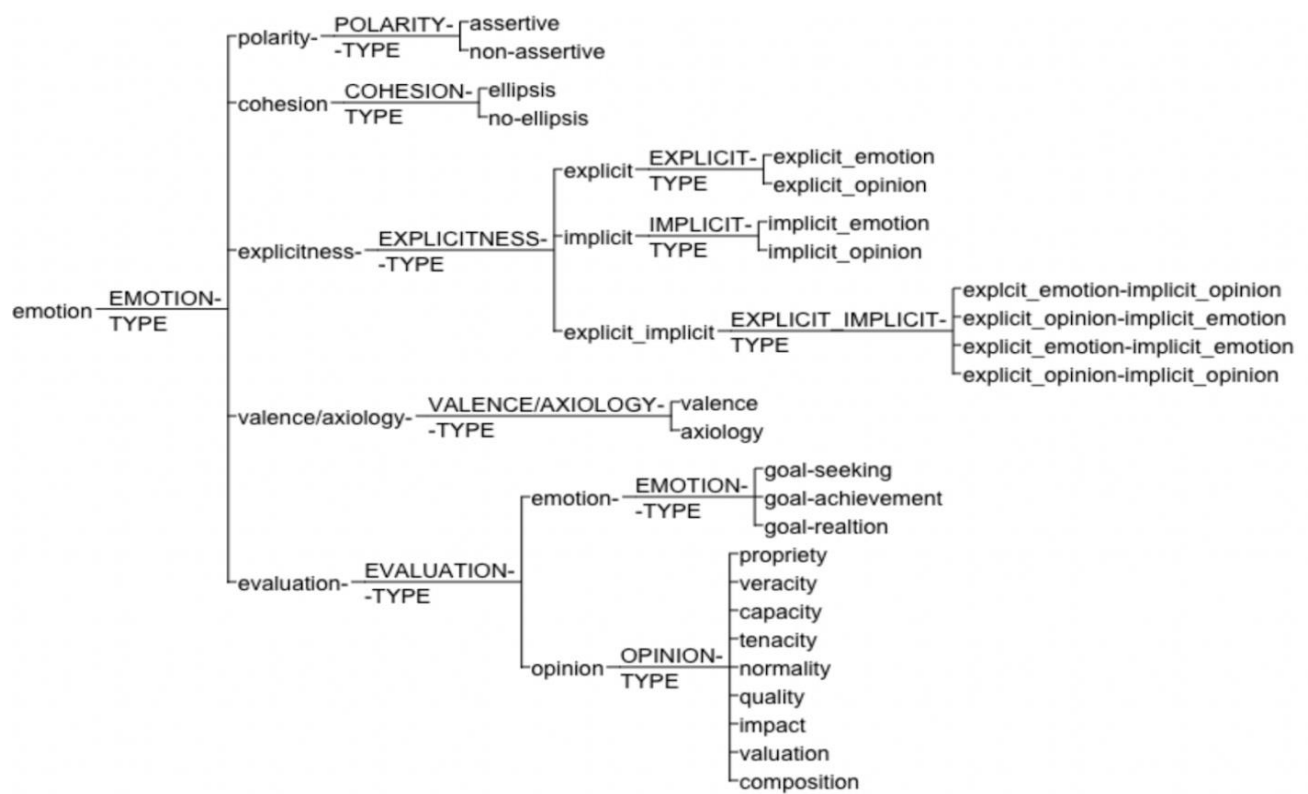 polarity- POLARITY- assertive
-TYPE non-assertive
cohesion COHESION- ellipsis
TYPE no-ellipsis
explicit EXPLICIT- explicit_emotion
TYPE explicit_opinion
implicit IMPLICIT- implicit_emotion
TYPE implicit_opinion
explicitness- EXPLICITNESS-
-TYPE
explicit_implicit EXPLICIT_IMPLICIT-
TYPE
explcit_emotion-implicit_opinion
explicit_opinion-implicit_emotion
explicit_emotion-implicit_emotion
explicit_opinion-implicit_opinion
emotion EMOTION-
TYPE
valence/axiology- VALENCE/AXIOLOGY- valence
-TYPE axiology
emotion- EMOTION-
-TYPE
goal-seeking
goal-achievement
goal-realtion
evaluation- EVALUATION-
-TYPE
opinion OPINION-
TYPE
propriety
veracity
capacity
tenacity
normality
quality
impact
valuation
composition